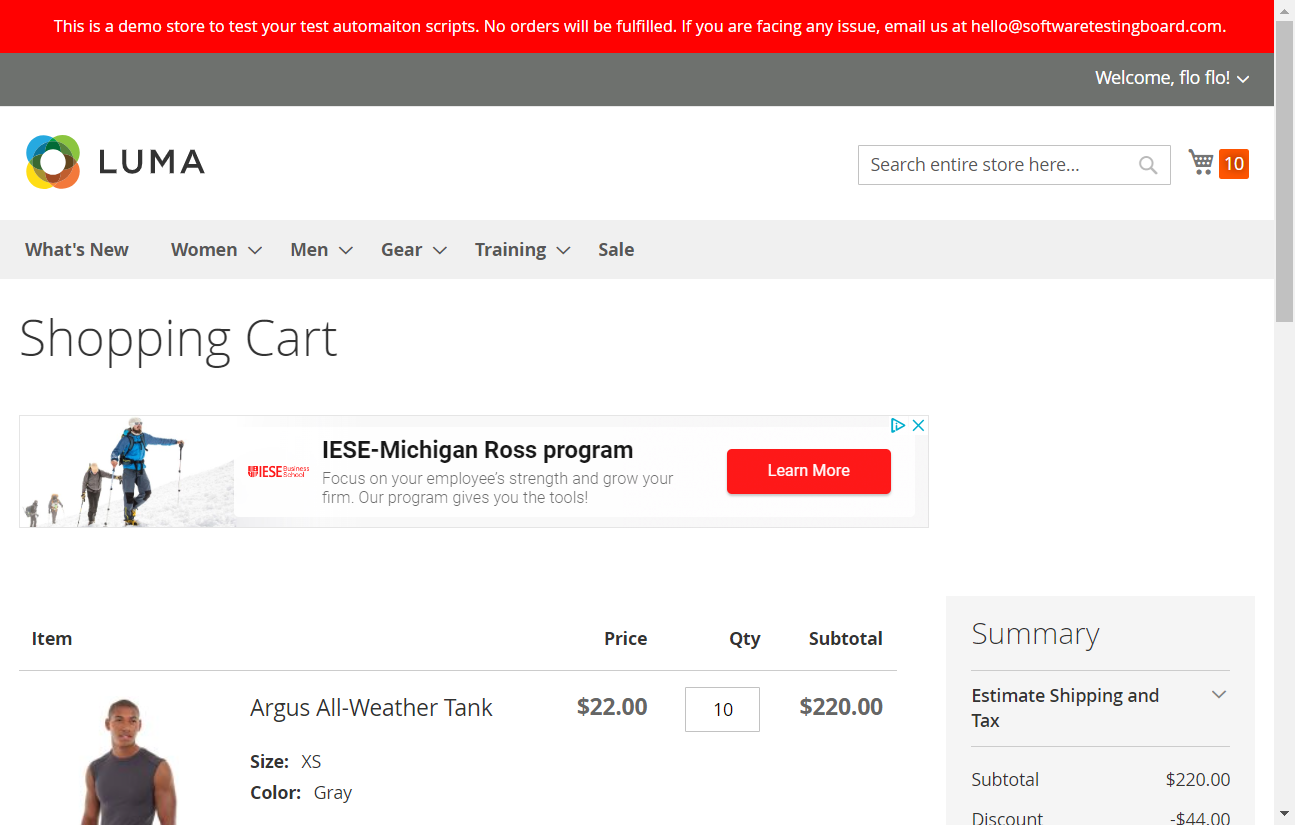 This is a demo store to test your test automaiton scripts. No orders will be fulfilled. If you are facing any issue, email us at hello@softwaretestingboard.com.
Welcome, flo flo!
LUMA
Search entire store here...
10
What's New Women Men Gear Training Sale
Shopping Cart
IESE-Michigan Ross program
IESE Business School
Focus on your employee's strength and grow your
firm. Our program gives you the tools!
Learn More
Item Price Qty Subtotal
Argus All-Weather Tank $22.00 10 $220.00
Size: XS
Color: Gray
Summary
Estimate Shipping and
Tax
Subtotal $220.00
Discount -$44.00